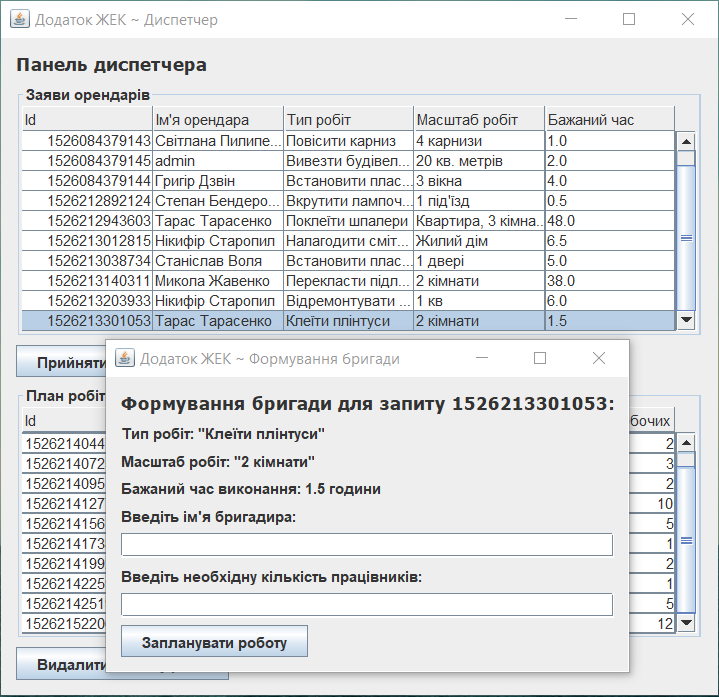 Додаток ЖЕК ~ Диспетчер
Панель диспетчера
Заяви орендарів
Id Ім'я орендара Тип робіт Масштаб робіт Бажаний час
1526084379143 Світлана Пилипе... Повісити карниз 4 карнизи 1.0
1526084379145 admin Вивезти будівел... 20 кв. метрів 2.0
1526084379144 Григір Дзвін Встановити плас... 3 вікна 4.0
1526212892124 Степан Бендеро... Вкрутити лампоч... 1 під'їзд 0.5
1526212943603 Тарас Тарасенко Поклеїти шпалери Квартира, 3 кімна... 48.0
1526213012815 Нікифір Старопил Налагодити сміт... Жилий дім 6.5
1526213038734 Станіслав Воля Встановити плас... 1 двері 5.0
1526213140311 Микола Жавенко Перекласти підл... 2 кімнати 38.0
1526213203933 Нікифір Старопил Відремонтувати ... 1 кв 6.0
1526213301053 Тарас Тарасенко Клеїти плінтуси 2 кімнати 1.5
Прийняти
Додаток ЖЕК ~ Формування бригади
Формування бригади для запиту 1526213301053:
Тип робіт: "Клеїти плінтуси"
Масштаб робіт: "2 кімнати"
Бажаний час виконання: 1.5 години
Введіть ім'я бригадира:
Введіть необхідну кількість працівників:
Запланувати роботу
План робіт
Id бочих
1526214044 2
1526214072 3
1526214095 2
1526214127 10
1526214156 5
1526214173 1
1526214199 2
1526214225 1
1526214251 5
1526215220 12
Видалити